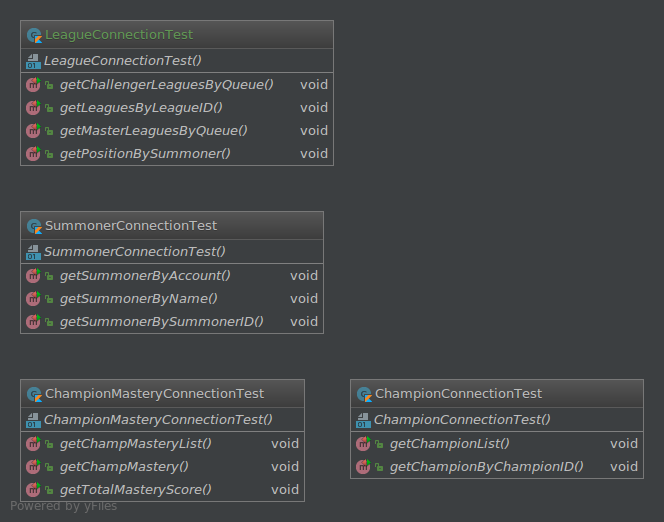 LeagueConnectionTest
LeagueConnectionTest()
getChallengerLeaguesByQueue() void
getLeaguesByLeagueID() void
getMasterLeaguesByQueue() void
getPositionBySummoner() void
SummonerConnectionTest
SummonerConnectionTest()
getSummonerByAccount() void
getSummonerByName() void
getSummonerBySummonerID() void
ChampionMasteryConnectionTest
ChampionMasteryConnectionTest()
getChampMasteryList() void
getChampMastery() void
getTotalMasteryScore() void
ChampionConnectionTest
ChampionConnectionTest()
getChampionList() void
getChampionByChampionID() void
Powered by yFiles